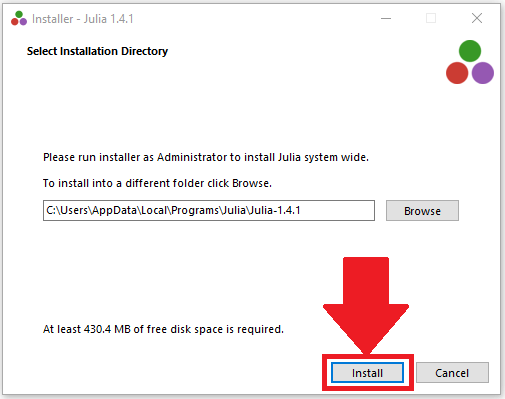 Installer - Julia 1.4.1
Select Installation Directory
Please run installer as Administrator to install Julia system wide.
To install into a different folder click Browse.
C:\Users\AppData\Local\Programs\Julia\Julia-1.4.1
Browse
At least 430.4 MB of free disk space is required.
Install
Cancel